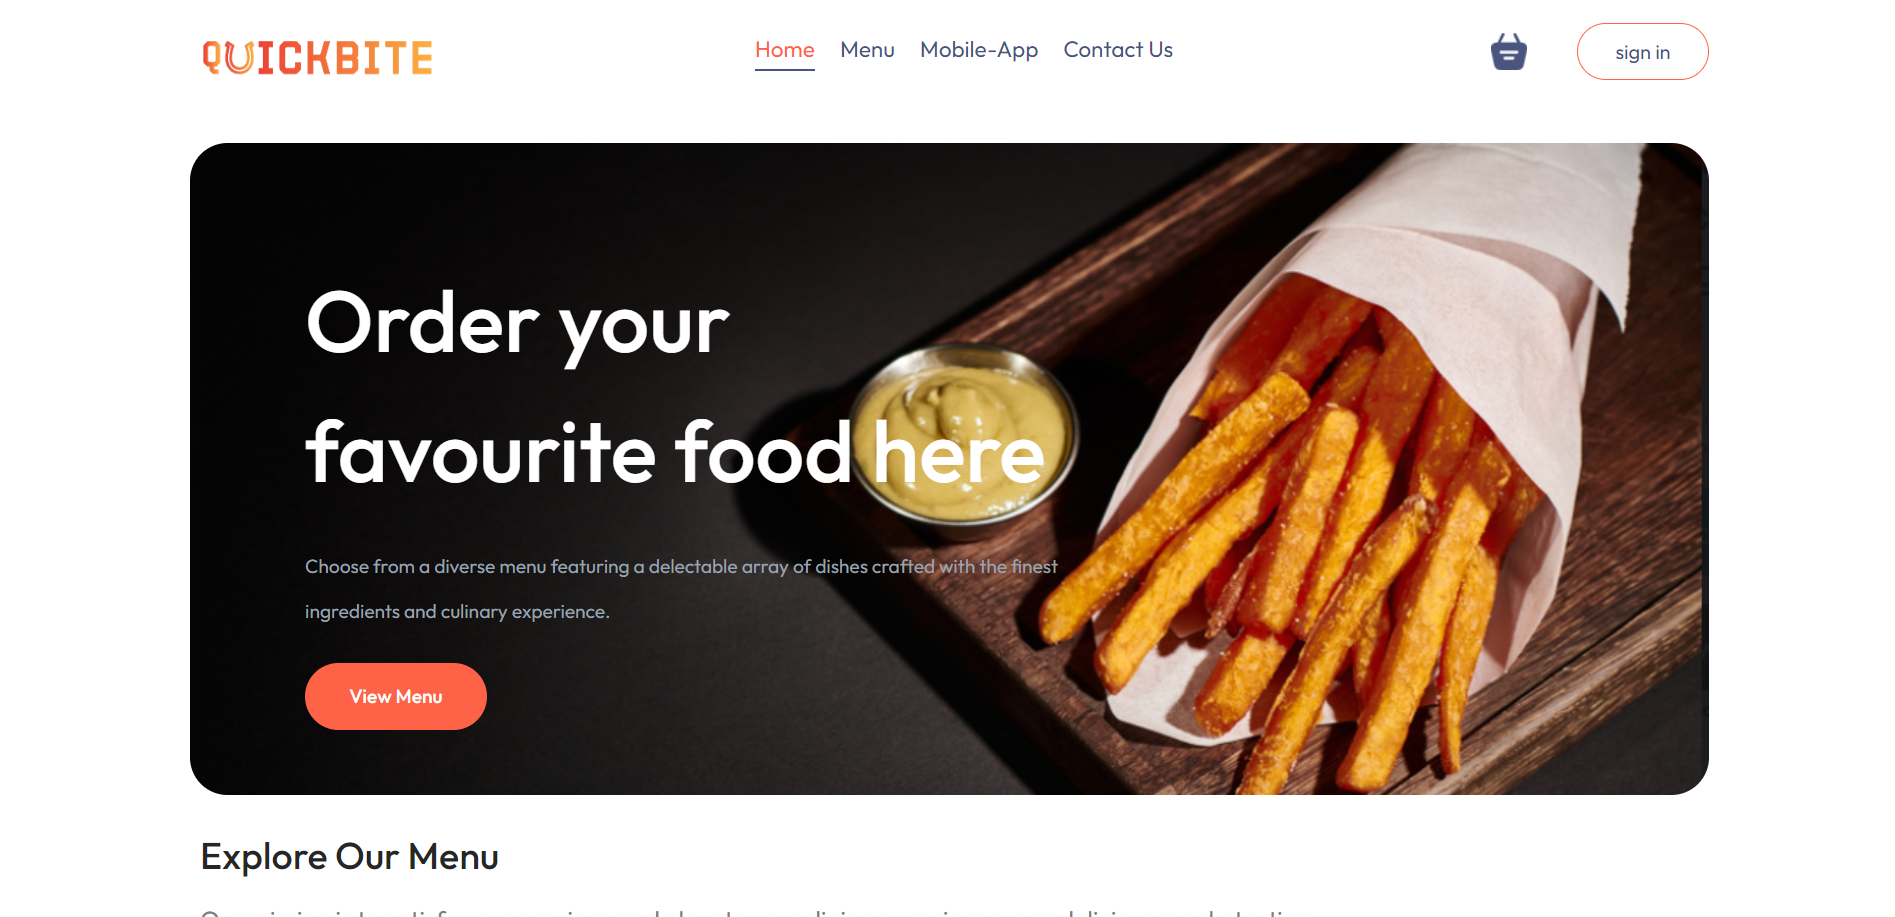 QUICKBITE
Home Menu Mobile-App Contact Us
sign in
Order your
favourite food here
Choose from a diverse menu featuring a delectable array of dishes crafted with the finest
ingredients and culinary experience.
View Menu
Explore Our Menu